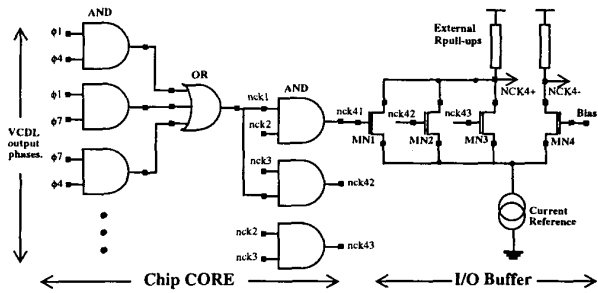 AND
External
Rpull-ups
ϕ1
ϕ4
OR
NCK4+
NCK4-
ϕ1
ϕ7
AND
nck1
nck2
nck41
nck42
nck43
Bias
MN1
MN2
MN3
MN4
VCDL
output
phases.
ϕ7
ϕ4
nck3
nck42
Current
Reference
nck2
nck3
nck43
Chip CORE
I/O Buffer